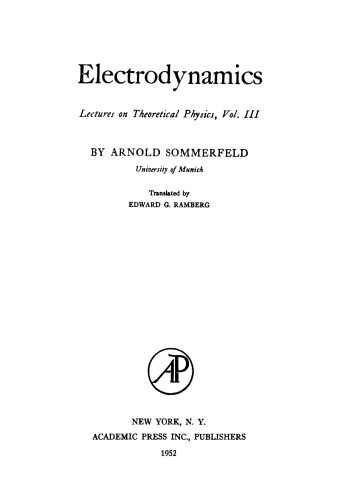 Electrodynamics
Lectures on Theoretical Physics, Vol. III
BY ARNOLD SOMMERFELD
University of Munich
Translated by
EDWARD G. RAMBERG
AP
NEW YORK, N. Y.
ACADEMIC PRESS INC., PUBLISHERS
1952